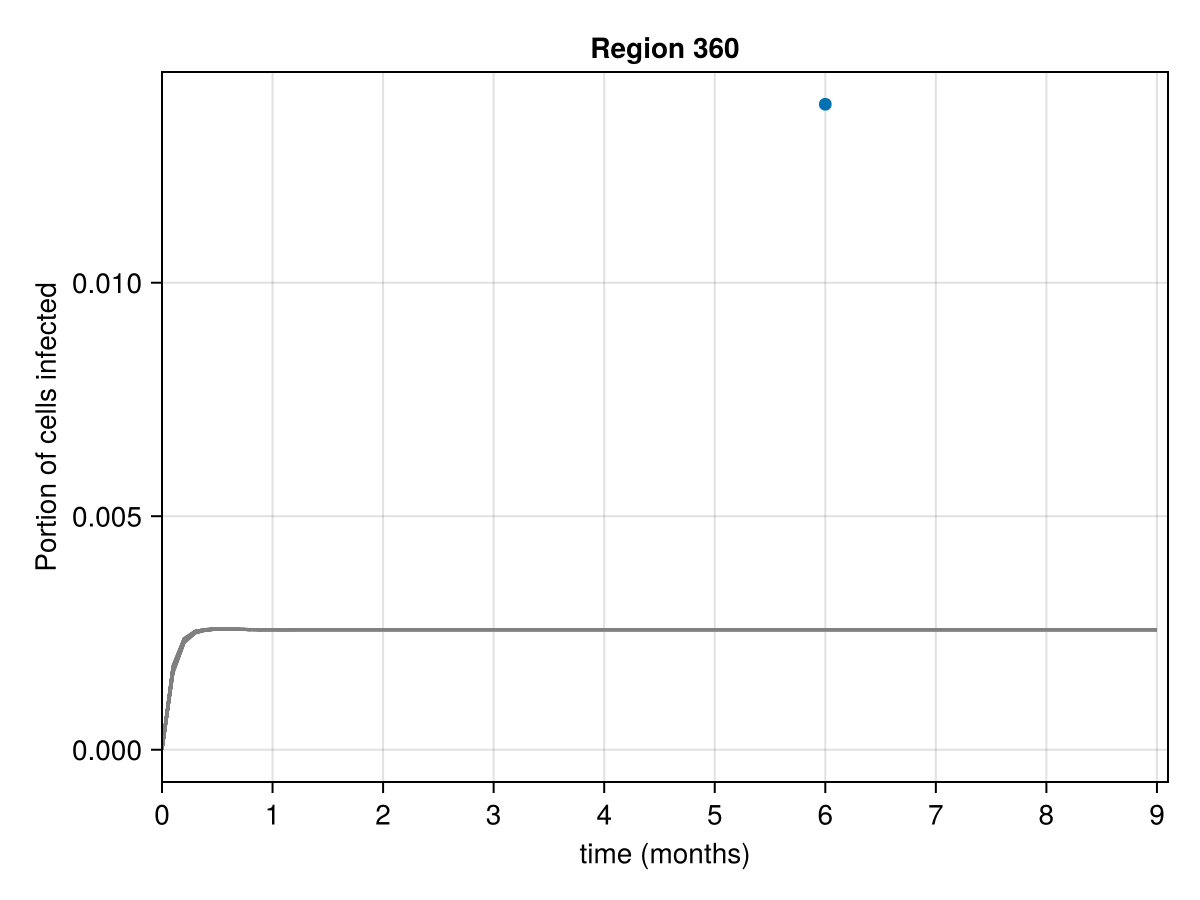 Region 360
Portion of cells infected
0.010
0.005
0.000
0 1 2 3 4 5 6 7 8 9
time (months)